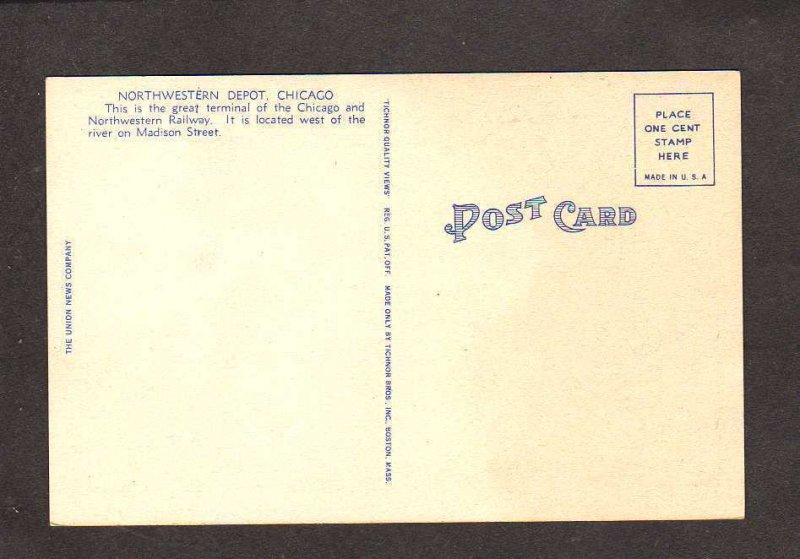 NORTHWESTERN DEPOT, CHICAGO
This is the great terminal of the Chicago and
Northwestern Railway. It is located west of the
river on Madison Street.
THE UNION NEWS COMPANY
"TICHNOR QUALITY VIEWS" REG. U. S. PAT. OFF. MADE ONLY BY TICHNOR BROS., INC., BOSTON, MASS.
POST CARD
PLACE
ONE CENT
STAMP
HERE
MADE IN U. S. A